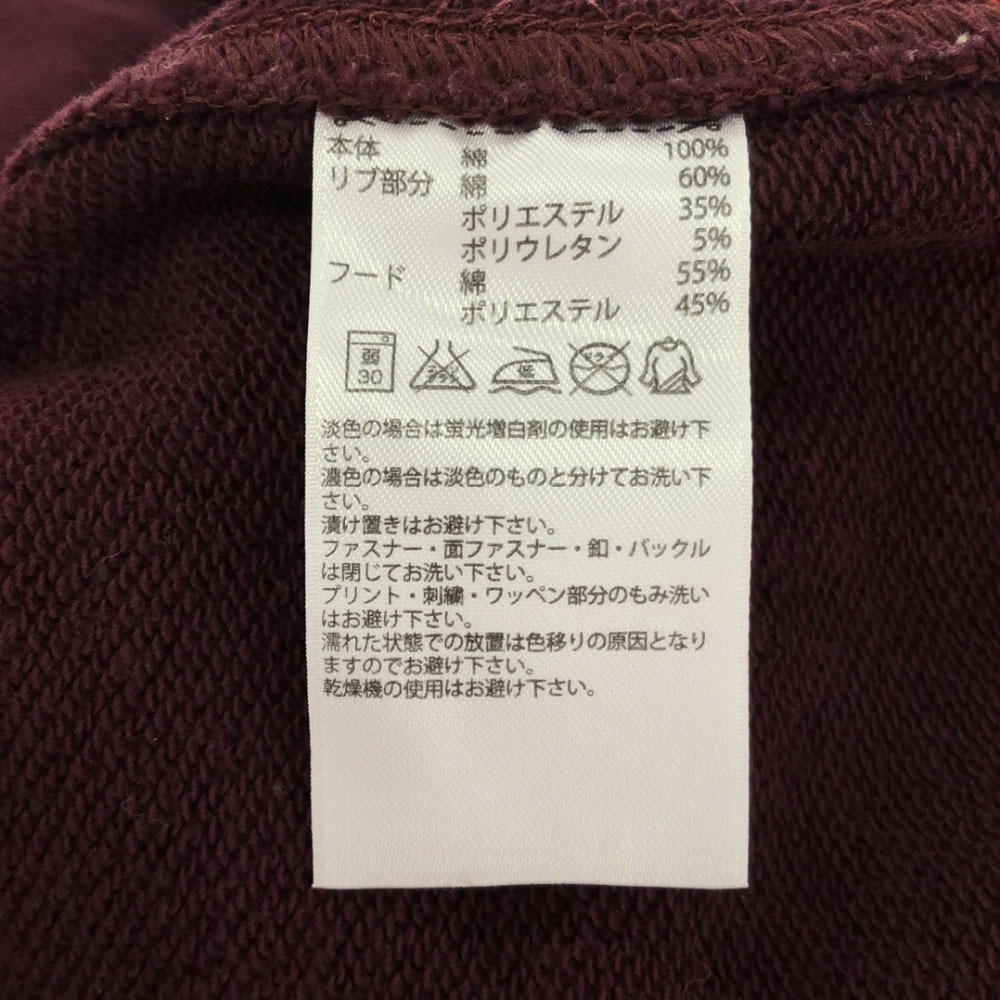 本体 綿 100%
リブ部分 綿 60%
ポリエステル 35%
ポリウレタン 5%
フード 綿 55%
ポリエステル 45%
弱 30 低
淡色の場合は蛍光増白剤の使用はお避け下
さい。
濃色の場合は淡色のものと分けてお洗い下
さい。
漬け置きはお避け下さい。
ファスナー・面ファスナー・釦・バックル
は閉じてお洗い下さい。
プリント・刺繍・ワッペン部分のもみ洗い
はお避け下さい。
濡れた状態での放置は色移りの原因となり
ますのでお避け下さい。
乾燥機の使用はお避け下さい。